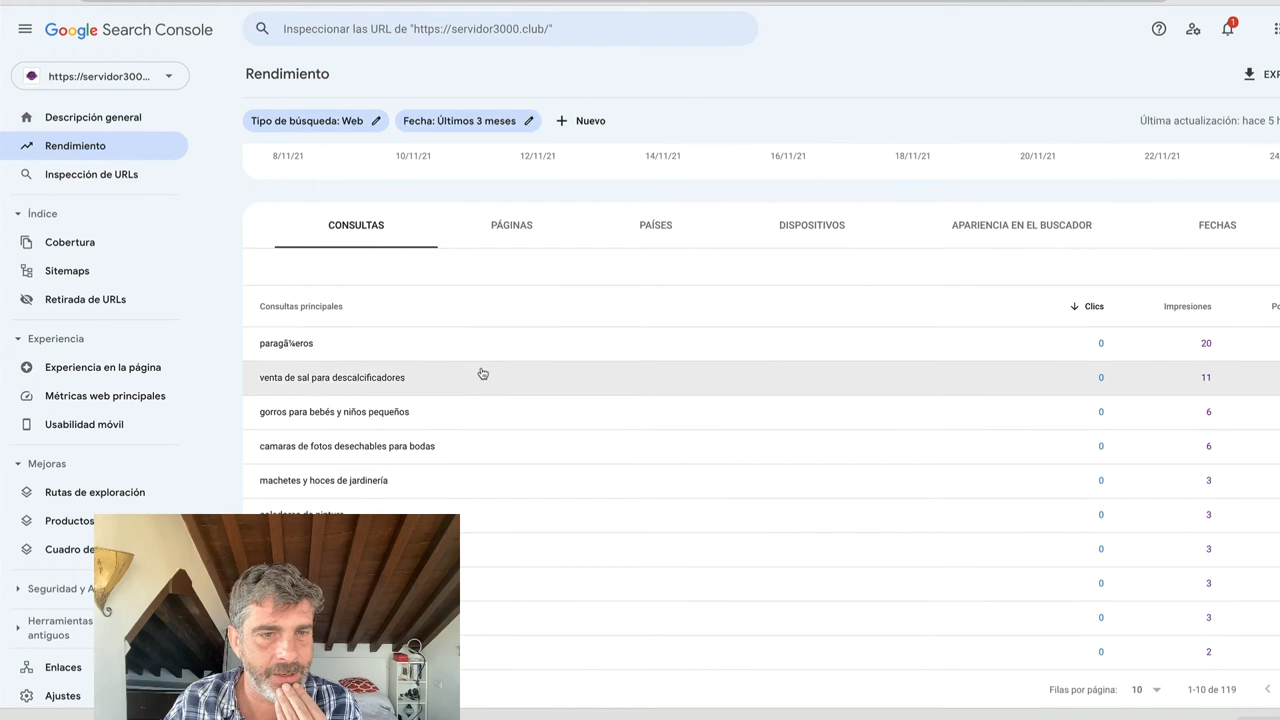 Google Search Console
Inspeccionar las URL de "https://servidor3000.club/"
1
https://servidor300...
Rendimiento
Descripción general
Rendimiento
Inspección de URLs
Índice
Cobertura
Sitemaps
Retirada de URLs
Experiencia
Experiencia en la página
Métricas web principales
Usabilidad móvil
Mejoras
Rutas de exploración
Productos
Cuadro de
Seguridad y A
Herramientas
antiguos
Enlaces
Ajustes
EXP
Tipo de búsqueda: Web
Fecha: Últimos 3 meses
Nuevo
Última actualización: hace 5 h
8/11/21 10/11/21 12/11/21 14/11/21 16/11/21 18/11/21 20/11/21 22/11/21 24
CONSULTAS PÁGINAS PAÍSES DISPOSITIVOS APARIENCIA EN EL BUSCADOR FECHAS
Consultas principales Clics Impresiones Po
paragã¼eros 0 20
venta de sal para descalcificadores 0 11
gorros para bebés y niños pequeños 0 6
camaras de fotos desechables para bodas 0 6
machetes y hoces de jardinería 0 3
0 3
0 3
0 3
0 3
0 2
Filas por página: 10 1-10 de 119